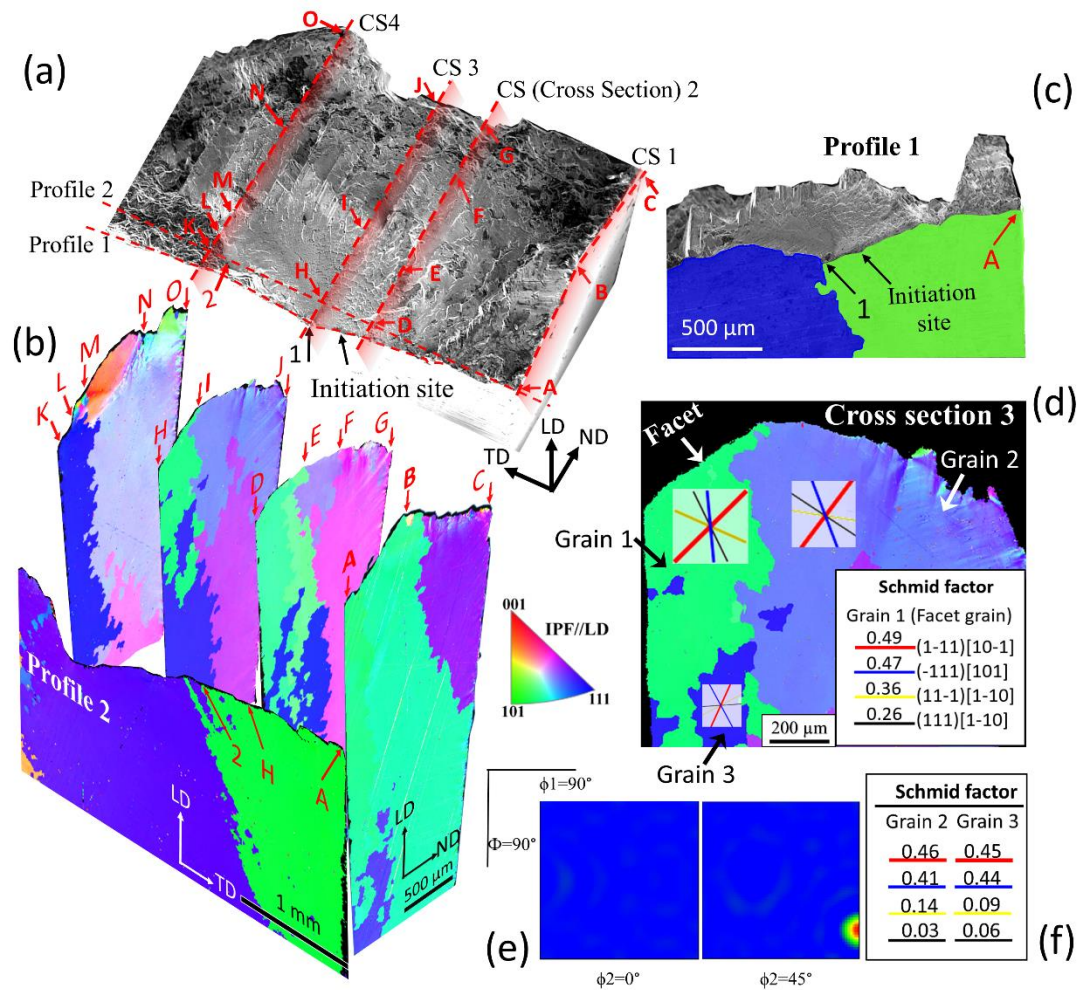 (a)
O
CS4
N
J
CS 3
CS (Cross Section) 2
G
CS 1
C
Profile 2
Profile 1
M
L
K
I
F
H
E
B
2
D
1
Initiation site
A
LD
ND
TD
(c)
Profile 1
A
1
Initiation
site
500 μm
(b)
N
O
M
L
K
I
J
H
E
F
G
D
B
C
A
Profile 2
2
H
A
LD
TD
1 mm
LD
ND
500 μm
001
IPF//LD
101
111
(d)
Cross section 3
Facet
Grain 2
Grain 1
Schmid factor
Grain 1 (Facet grain)
0.49 (1-11)[10-1]
0.47 (-111)[101]
0.36 (11-1)[1-10]
0.26 (111)[1-10]
200 μm
Grain 3
ϕ1=90°
Φ=90°
(e)
ϕ2=0°
ϕ2=45°
Schmid factor
Grain 2 Grain 3
0.46 0.45
0.41 0.44
0.14 0.09
0.03 0.06
(f)